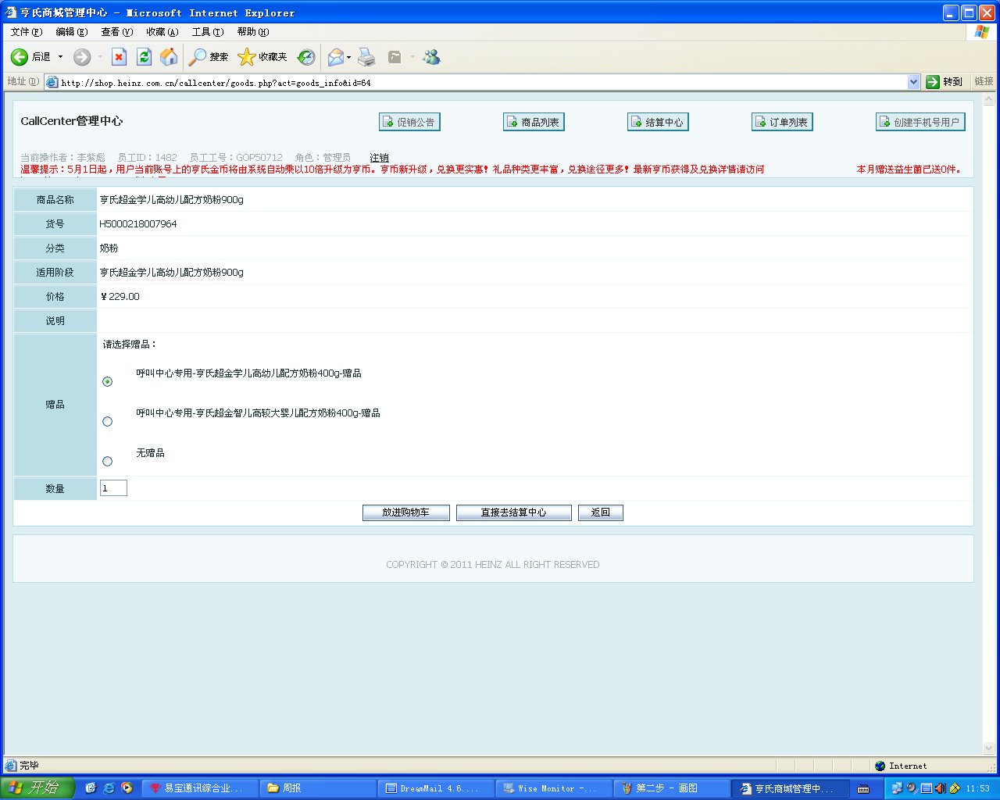 亨氏商城管理中心 - Microsoft Internet Explorer
文件(F) 编辑(E) 查看(V) 收藏(A) 工具(T) 帮助(H)
后退 搜索 收藏夹
地址(D) http://shop.heinz.com.cn/callcenter/goods.php?act=goods_info&id=64 转到 链接
CallCenter管理中心 促销公告 商品列表 结算中心 订单列表 创建手机号用户
当前操作者：李紫彪 员工ID：1482 员工工号：GOP50712 角色：管理员 注销
温馨提示：5月1日起，用户当前账号上的亨氏金币将由系统自动乘以10倍升级为亨币。亨币新升级，兑换更实惠！礼品种类更丰富，兑换途径更多！最新亨币获得及兑换详情请访问 本月赠送益生菌已送0件。
商品名称 亨氏超金学儿高幼儿配方奶粉900g
货号 H5000218007964
分类 奶粉
适用阶段 亨氏超金学儿高幼儿配方奶粉900g
价格 ￥229.00
说明
请选择赠品：
呼叫中心专用-亨氏超金学儿高幼儿配方奶粉400g-赠品
赠品
呼叫中心专用-亨氏超金智儿高较大婴儿配方奶粉400g-赠品
无赠品
数量 1
放进购物车 直接去结算中心 返回
COPYRIGHT © 2011 HEINZ ALL RIGHT RESERVED
完毕 Internet
开始 易宝通讯综合业... 周报 DreamMail 4.6.... Wise Monitor -... 第二步 - 画图 亨氏商城管理中... 11:53